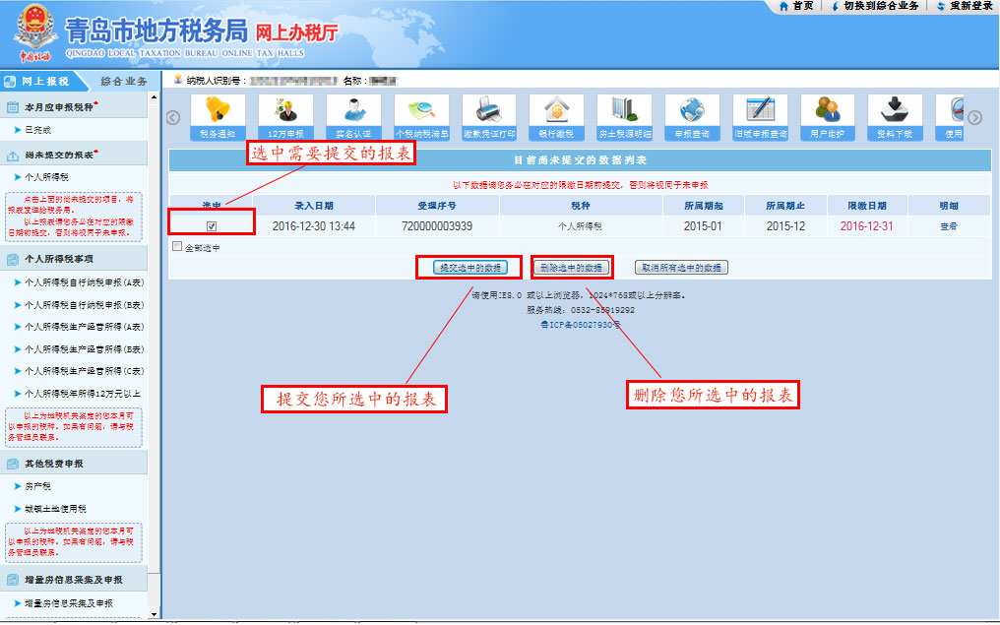 首页
切换到综合业务
重新登录
青岛市地方税务局 网上办税厅
QINGDAO LOCAL TAXATION BUREAU ONLINE TAX HALLS
中国税务
网上报税
综合业务
纳税人识别号：
名称：
本月应申报税种*
已完成
尚未提交的报表*
个人所得税
点击上面的尚未提交的项目，将
报表发送给税务局。
以上报表请您务必在对应的限缴
日期前提交，否则将视同于未申报。
个人所得税事项
个人所得税自行纳税申报(A表)
个人所得税自行纳税申报(B表)
个人所得税生产经营所得(A表)
个人所得税生产经营所得(B表)
个人所得税生产经营所得(C表)
个人所得税年所得12万元以上
以上为地税机关鉴定的您本月可
以申报的税种。如果有问题，请与税
务管理员联系。
其他税费申报
房产税
城镇土地使用税
以上为地税机关鉴定的您本月可
以申报的税种。如果有问题，请与税
务管理员联系。
增量房信息采集及申报
增量房信息采集及申报
税务通知
12万申报
实名认证
个税纳税清单
缴款凭证打印
银行缴税
房土税源明细
申报查询
旧版申报查询
用户维护
资料下载
使用
选中需要提交的报表
目前尚未提交的数据列表
以下数据请您务必在对应的限缴日期前提交，否则将视同于未申报
选中 录入日期 受理序号 税种 所属期起 所属期止 限缴日期 明细
2016-12-30 13:44 720000003939 个人所得税 2015-01 2015-12 2016-12-31 查看
全部选中
提交选中的数据
删除选中的数据
取消所有选中的数据
请使用IE8.0 或以上浏览器，1024*768或以上分辨率。
服务热线：0532-85919292
鲁ICP备05027930号
提交您所选中的报表
删除您所选中的报表